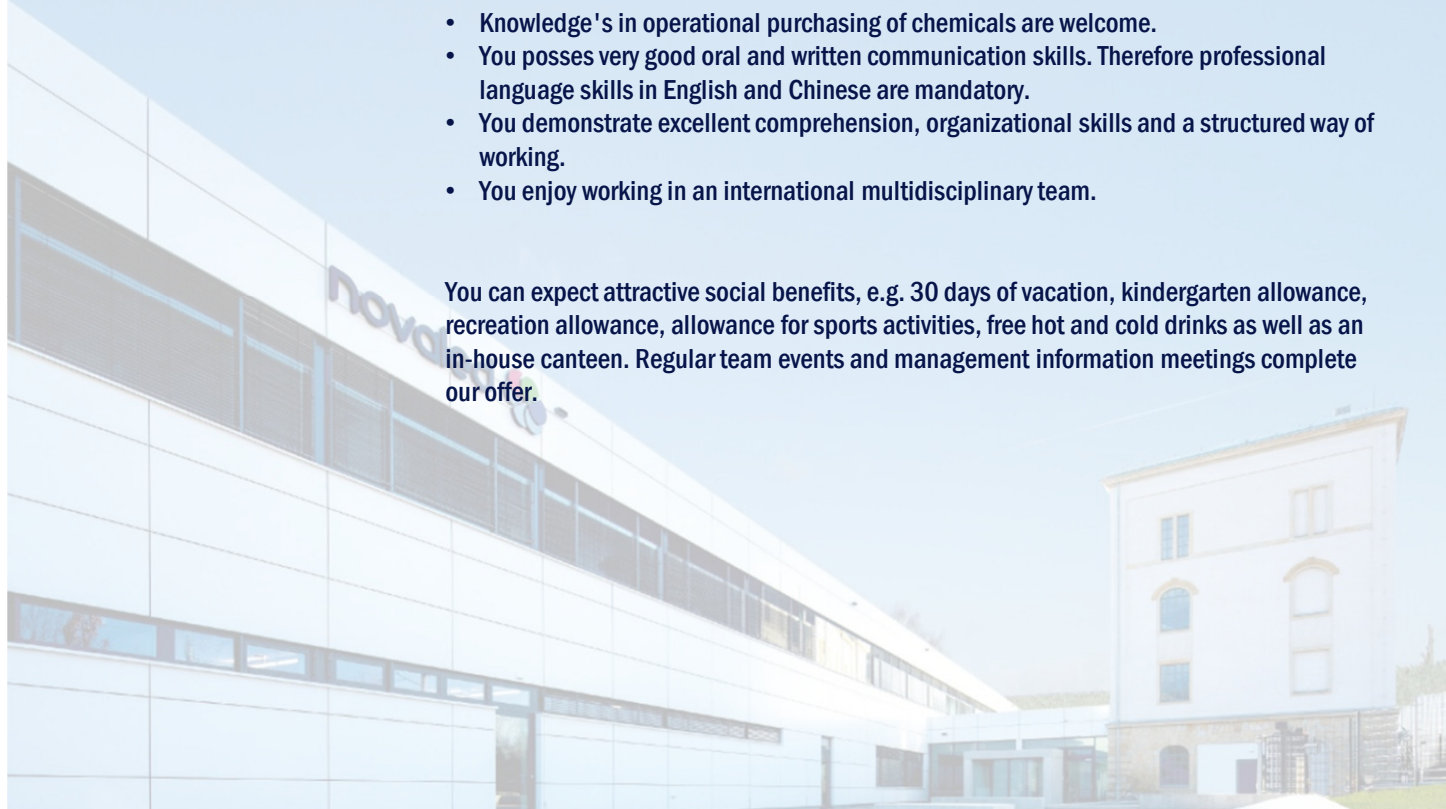 • Knowledge's in operational purchasing of chemicals are welcome.
• You posses very good oral and written communication skills. Therefore professional
language skills in English and Chinese are mandatory.
• You demonstrate excellent comprehension, organizational skills and a structured way of
working.
• You enjoy working in an international multidisciplinary team.
You can expect attractive social benefits, e.g. 30 days of vacation, kindergarten allowance,
recreation allowance, allowance for sports activities, free hot and cold drinks as well as an
in-house canteen. Regular team events and management information meetings complete
our offer.
novaled